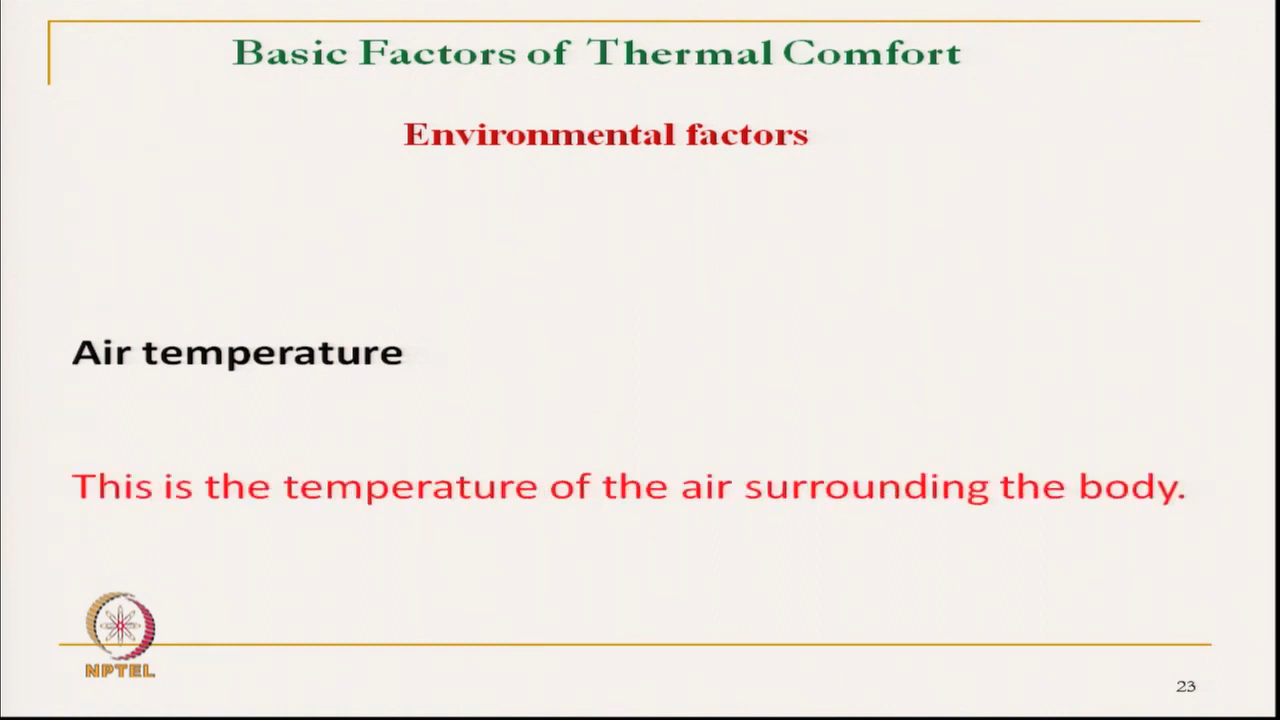 Basic Factors of Thermal Comfort
Environmental factors
Air temperature
This is the temperature of the air surrounding the body.
NPTEL
23